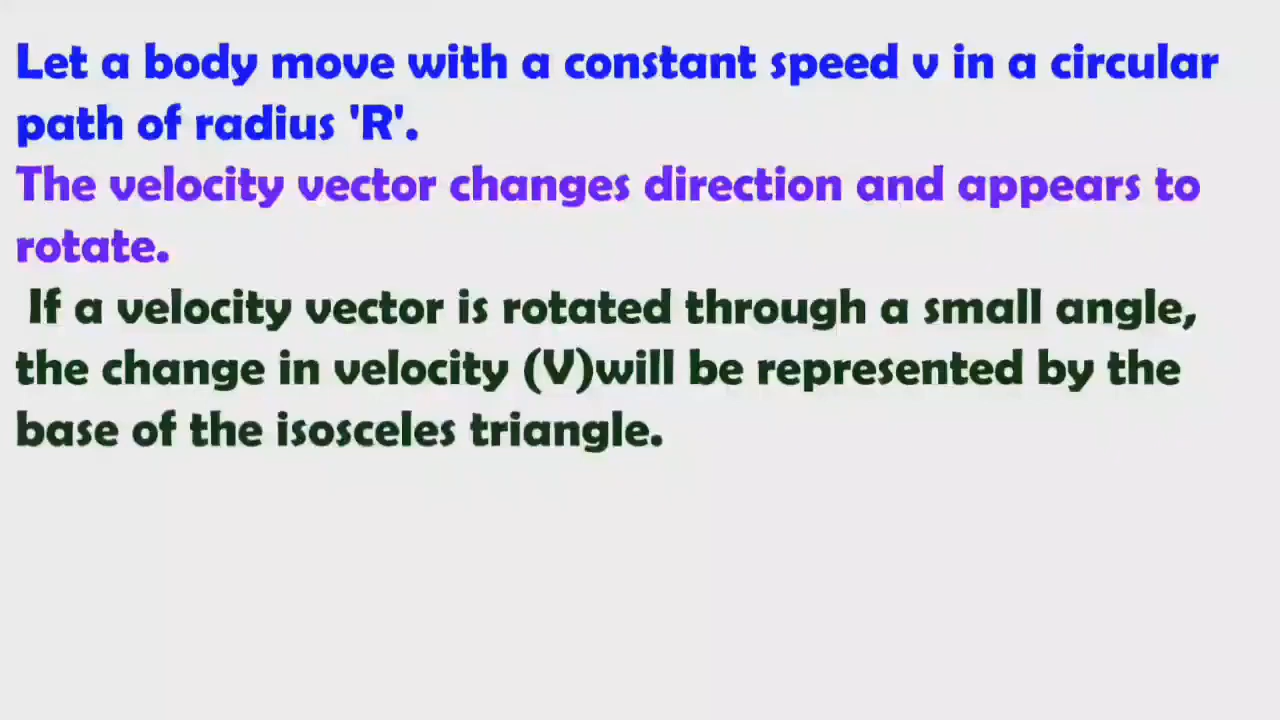 Let a body move with a constant speed v in a circular
path of radius 'R'.
The velocity vector changes direction and appears to
rotate.
If a velocity vector is rotated through a small angle,
the change in velocity (V)will be represented by the
base of the isosceles triangle.